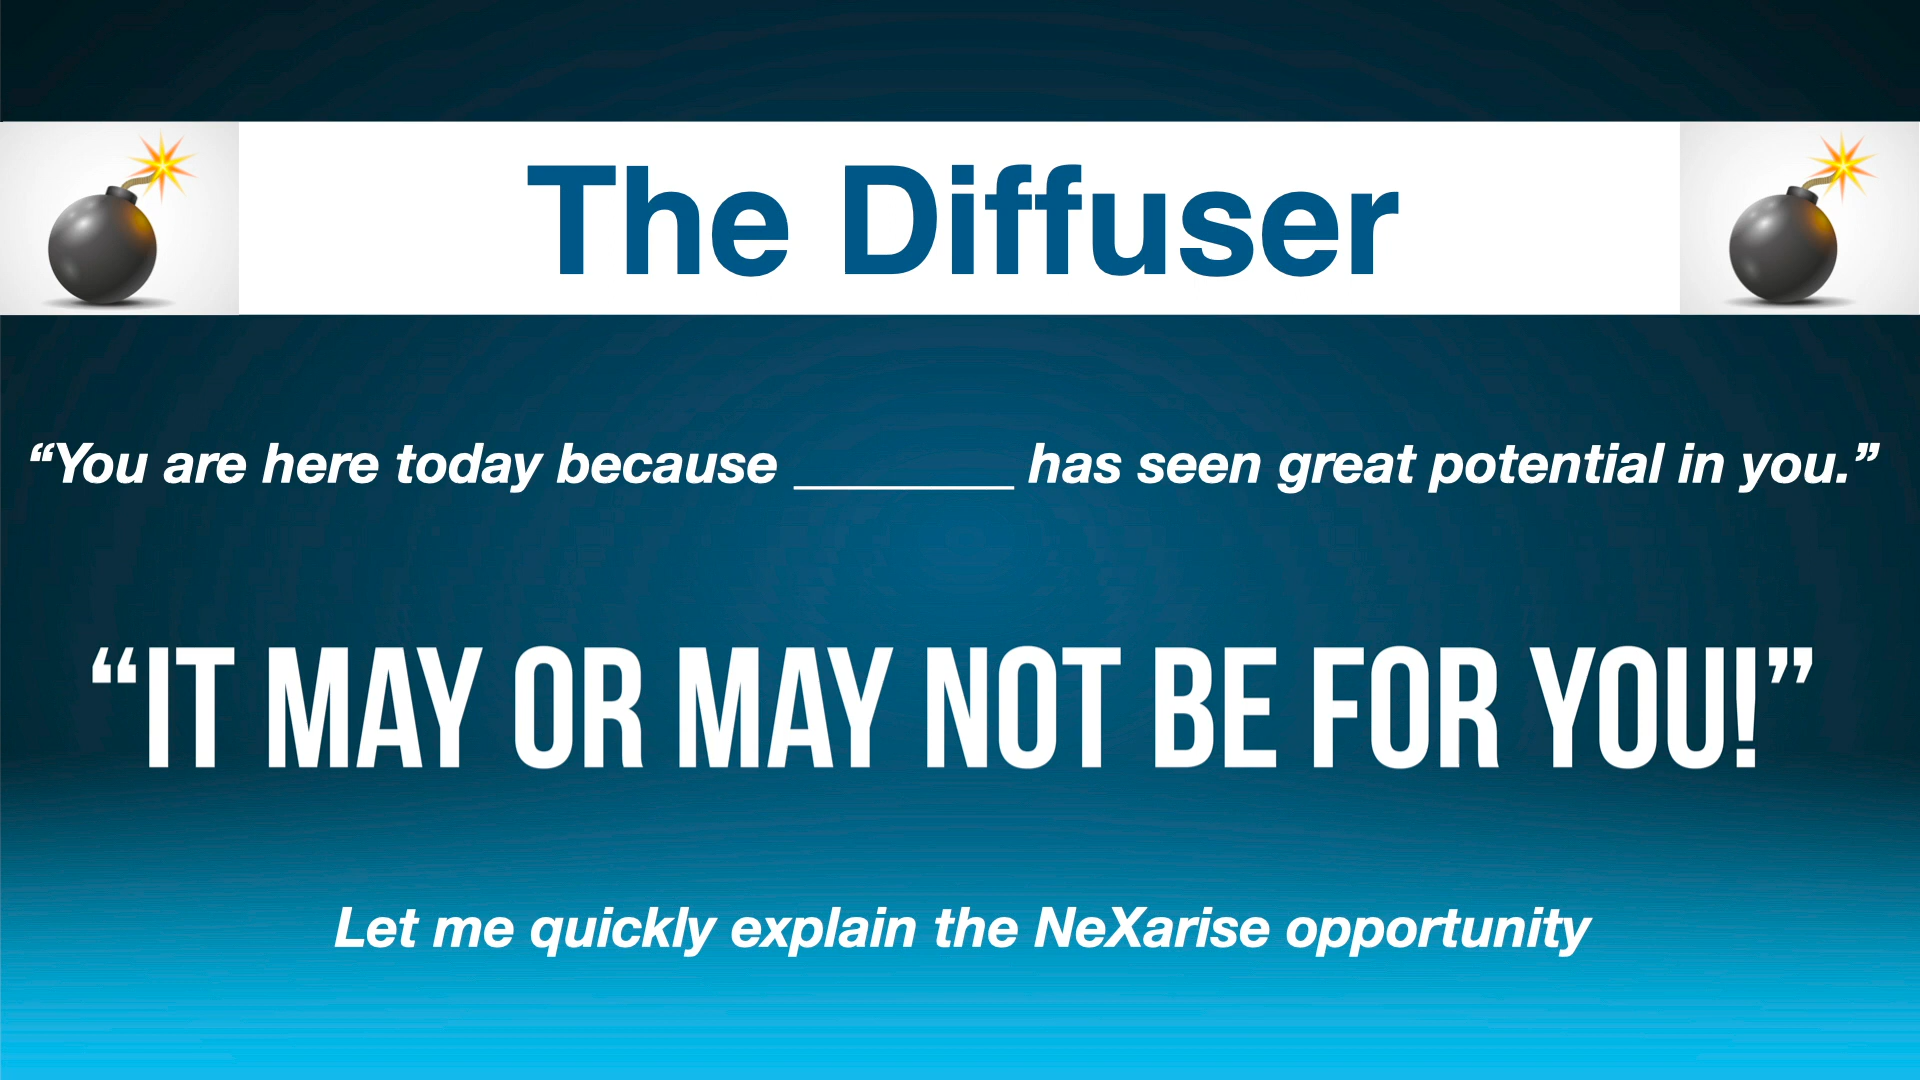 The Diffuser
“You are here today because ________ has seen great potential in you.”
“IT MAY OR MAY NOT BE FOR YOU!”
Let me quickly explain the NeXarise opportunity